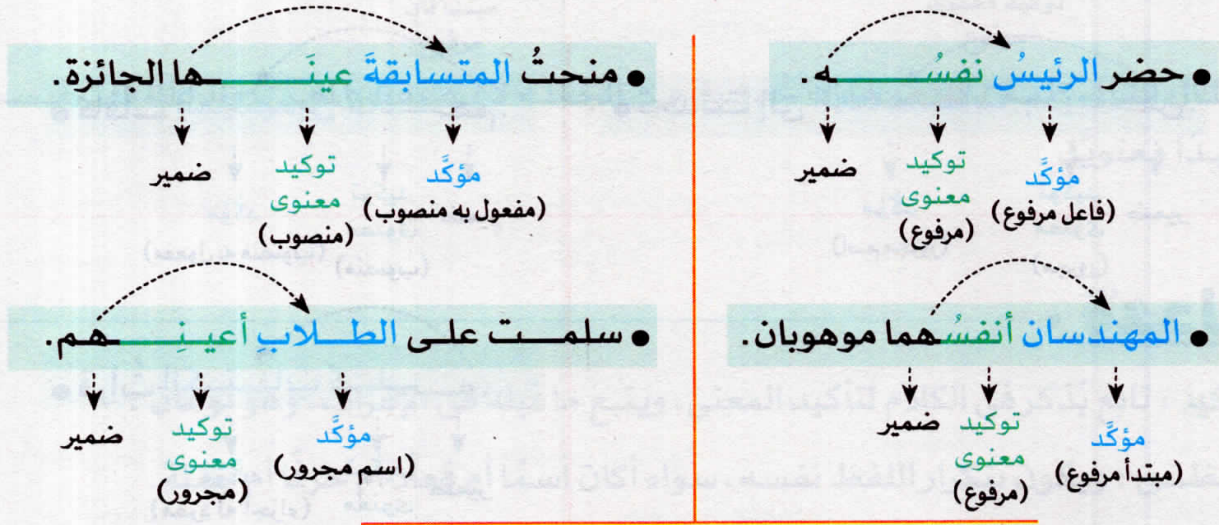 ● حضر الرئيسُ نفسُـــــه.
مؤكَّد
(فاعل مرفوع)
توكيد
معنوى
(مرفوع)
ضمير
● منحتُ المتسابقةَ عينَـــــها الجائزة.
مؤكَّد
(مفعول به منصوب)
توكيد
معنوى
(منصوب)
ضمير
● المهندسان أنفسُهما موهوبان.
مؤكَّد
(مبتدأ مرفوع)
توكيد
معنوى
(مرفوع)
ضمير
● سلمـــت علـى الطـــلابِ أعينِـــــهم.
مؤكَّد
(اسم مجرور)
توكيد
معنوى
(مجرور)
ضمير